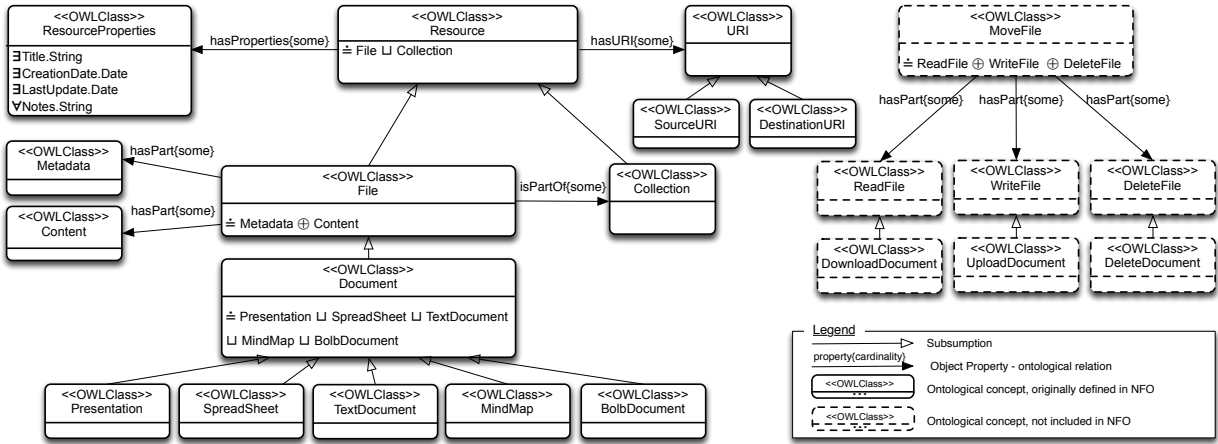 <<OWLClass>>
ResourceProperties
∃Title.String
∃CreationDate.Date
∃LastUpdate.Date
∀Notes.String
hasProperties{some}
<<OWLClass>>
Resource
≐ File ⊔ Collection
hasURI{some}
<<OWLClass>>
URI
<<OWLClass>>
SourceURI
<<OWLClass>>
DestinationURI
<<OWLClass>>
MoveFile
≐ ReadFile ⊕ WriteFile ⊕ DeleteFile
hasPart{some}
hasPart{some}
hasPart{some}
<<OWLClass>>
Metadata
hasPart{some}
<<OWLClass>>
Content
hasPart{some}
<<OWLClass>>
File
≐ Metadata ⊕ Content
isPartOf{some}
<<OWLClass>>
Collection
<<OWLClass>>
ReadFile
<<OWLClass>>
WriteFile
<<OWLClass>>
DeleteFile
<<OWLClass>>
DownloadDocument
<<OWLClass>>
UploadDocument
<<OWLClass>>
DeleteDocument
<<OWLClass>>
Document
≐ Presentation ⊔ SpreadSheet ⊔ TextDocument
⊔ MindMap ⊔ BolbDocument
<<OWLClass>>
Presentation
<<OWLClass>>
SpreadSheet
<<OWLClass>>
TextDocument
<<OWLClass>>
MindMap
<<OWLClass>>
BolbDocument
Legend
Subsumption
property{cardinality}
Object Property - ontological relation
<<OWLClass>>
...
Ontological concept, originally defined in NFO
<<OWLClass>>
...
Ontological concept, not included in NFO